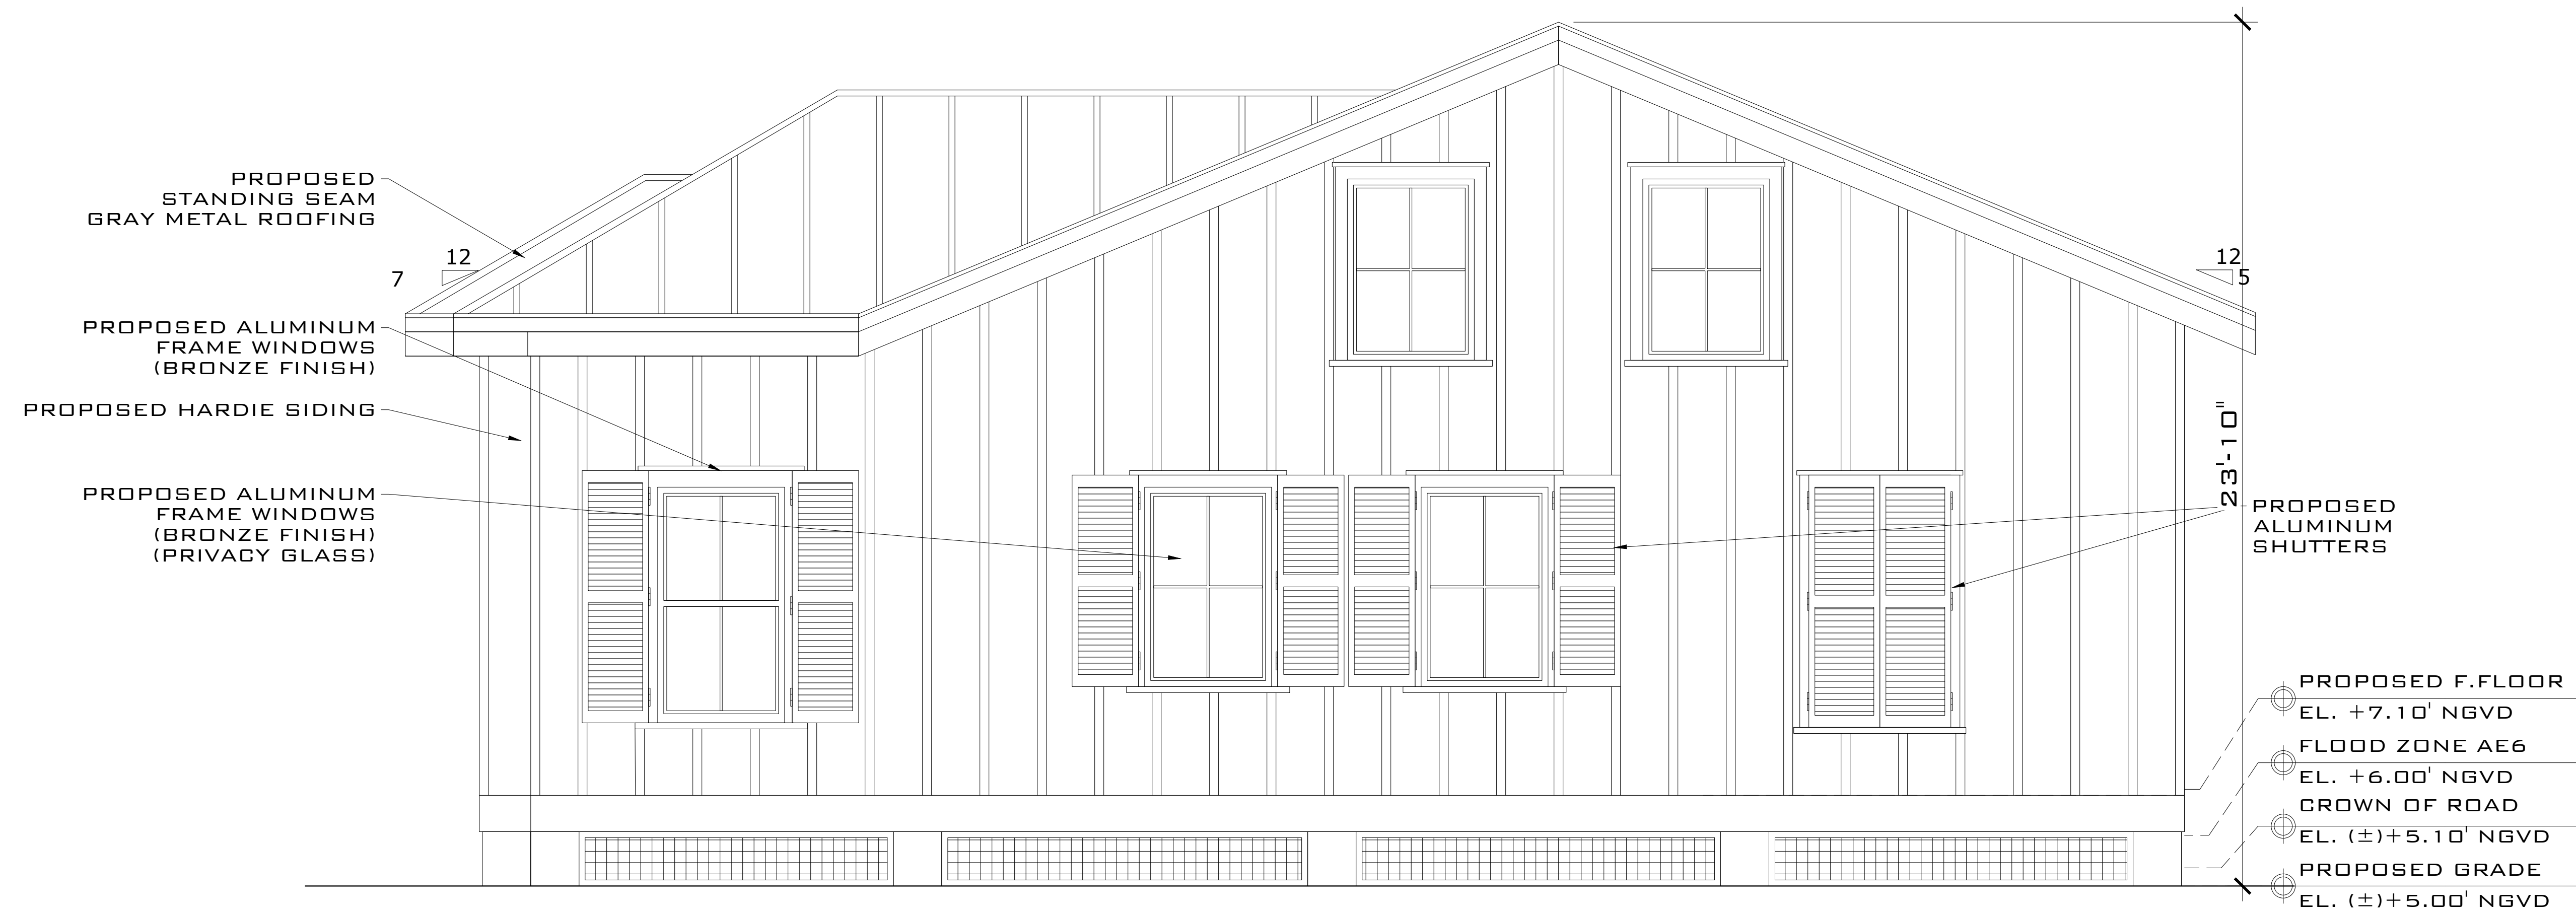 PROPOSED
STANDING SEAM
GRAY METAL ROOFING
12
7
PROPOSED ALUMINUM
FRAME WINDOWS
(BRONZE FINISH)
PROPOSED HARDIE SIDING
PROPOSED ALUMINUM
FRAME WINDOWS
(BRONZE FINISH)
(PRIVACY GLASS)
12
5
23'-10"
PROPOSED
ALUMINUM
SHUTTERS
PROPOSED F.FLOOR
EL. +7.10' NGVD
FLOOD ZONE AE6
EL. +6.00' NGVD
CROWN OF ROAD
EL. (±)+5.10' NGVD
PROPOSED GRADE
EL. (±)+5.00' NGVD